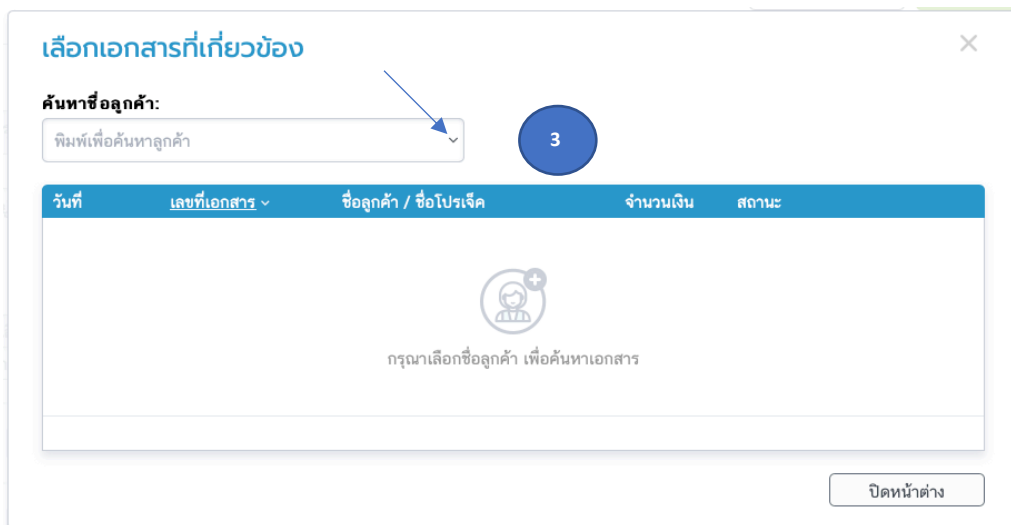 เลือกเอกสารที่เกี่ยวข้อง
ค้นหาชื่อลูกค้า:
พิมพ์เพื่อค้นหาลูกค้า
3
วันที่ เลขที่เอกสาร ชื่อลูกค้า / ชื่อโปรเจ็ค จำนวนเงิน สถานะ
กรุณาเลือกชื่อลูกค้า เพื่อค้นหาเอกสาร
ปิดหน้าต่าง